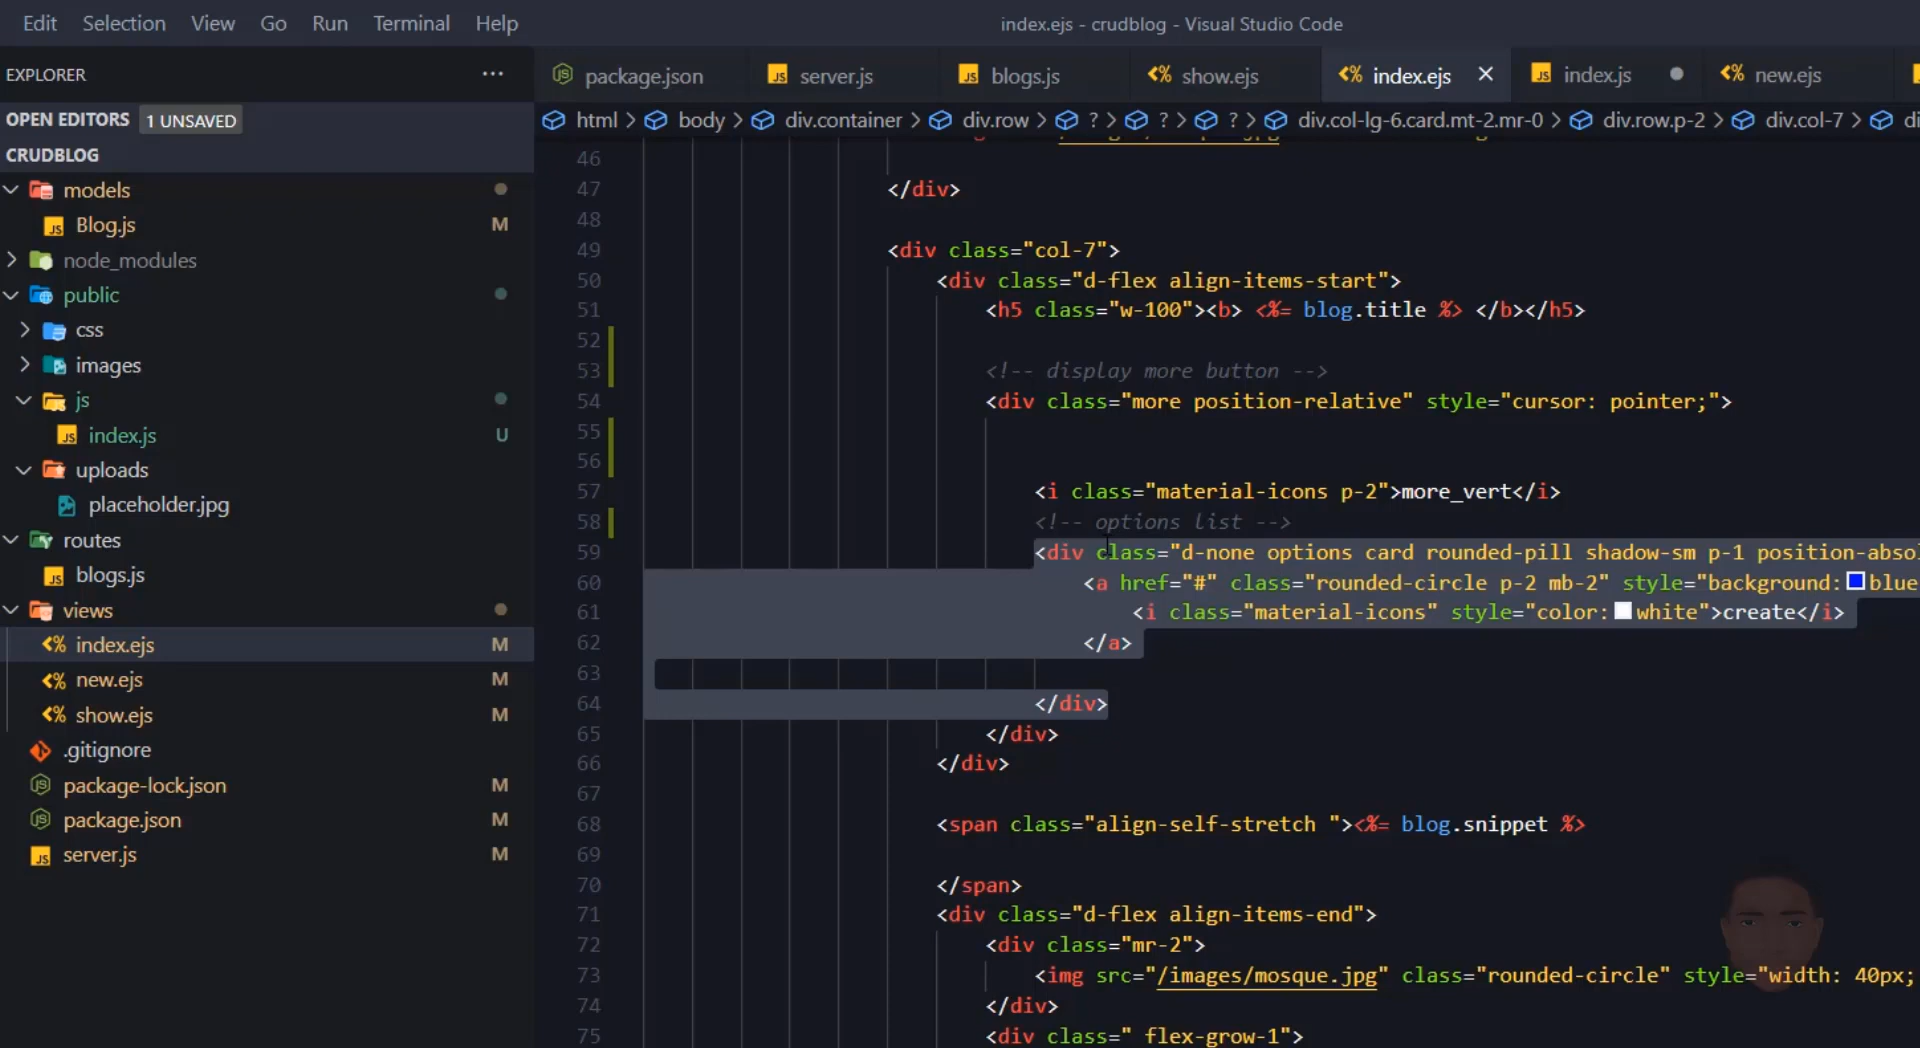 Edit Selection View Go Run Terminal Help
index.ejs - crudblog - Visual Studio Code
EXPLORER ···
OPEN EDITORS 1 UNSAVED
CRUDBLOG
models
Blog.js M
node_modules
public
css
images
js
index.js U
uploads
placeholder.jpg
routes
blogs.js
views
index.ejs M
new.ejs M
show.ejs M
.gitignore
package-lock.json M
package.json M
server.js M
package.json server.js blogs.js show.ejs index.ejs index.js new.ejs
html > body > div.container > div.row > ? > ? > ? > div.col-lg-6.card.mt-2.mr-0 > div.row.p-2 > div.col-7 >
46
47 </div>
48
49 <div class="col-7">
50 <div class="d-flex align-items-start">
51 <h5 class="w-100"><b> <%= blog.title %> </b></h5>
52
53 <!-- display more button -->
54 <div class="more position-relative" style="cursor: pointer;">
55
56
57 <i class="material-icons p-2">more_vert</i>
58 <!-- options list -->
59 <div class="d-none options card rounded-pill shadow-sm p-1 position-absol
60 <a href="#" class="rounded-circle p-2 mb-2" style="background: blue
61 <i class="material-icons" style="color: white">create</i>
62 </a>
63
64 </div>
65 </div>
66 </div>
67
68 <span class="align-self-stretch "><%= blog.snippet %>
69
70 </span>
71 <div class="d-flex align-items-end">
72 <div class="mr-2">
73 <img src="/images/mosque.jpg" class="rounded-circle" style="width: 40px;
74 </div>
75 <div class=" flex-grow-1">